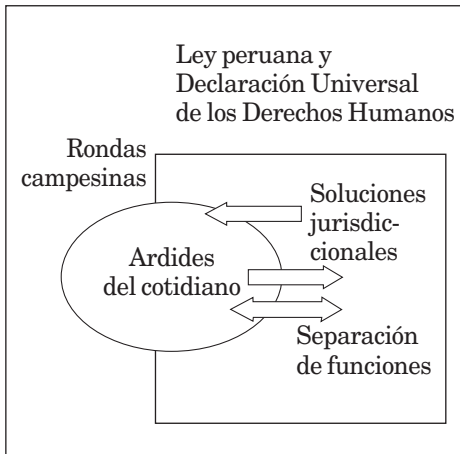 Ley peruana y
Declaración Universal
de los Derechos Humanos
Rondas
campesinas
Soluciones
jurisdic-
cionales
Ardides
del cotidiano
Separación
de funciones